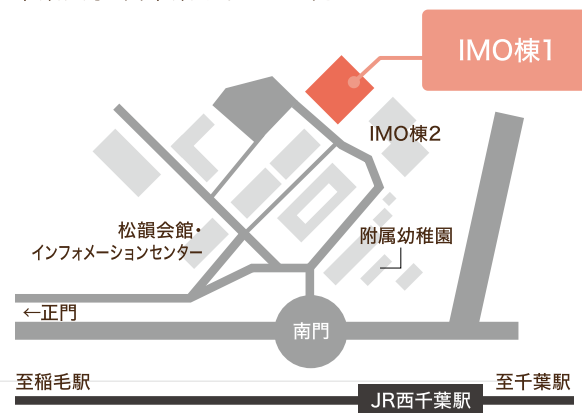 IMO棟1
IMO棟2
松韻会館・
インフォメーションセンター
附属幼稚園
←正門
南門
至稲毛駅
至千葉駅
JR西千葉駅